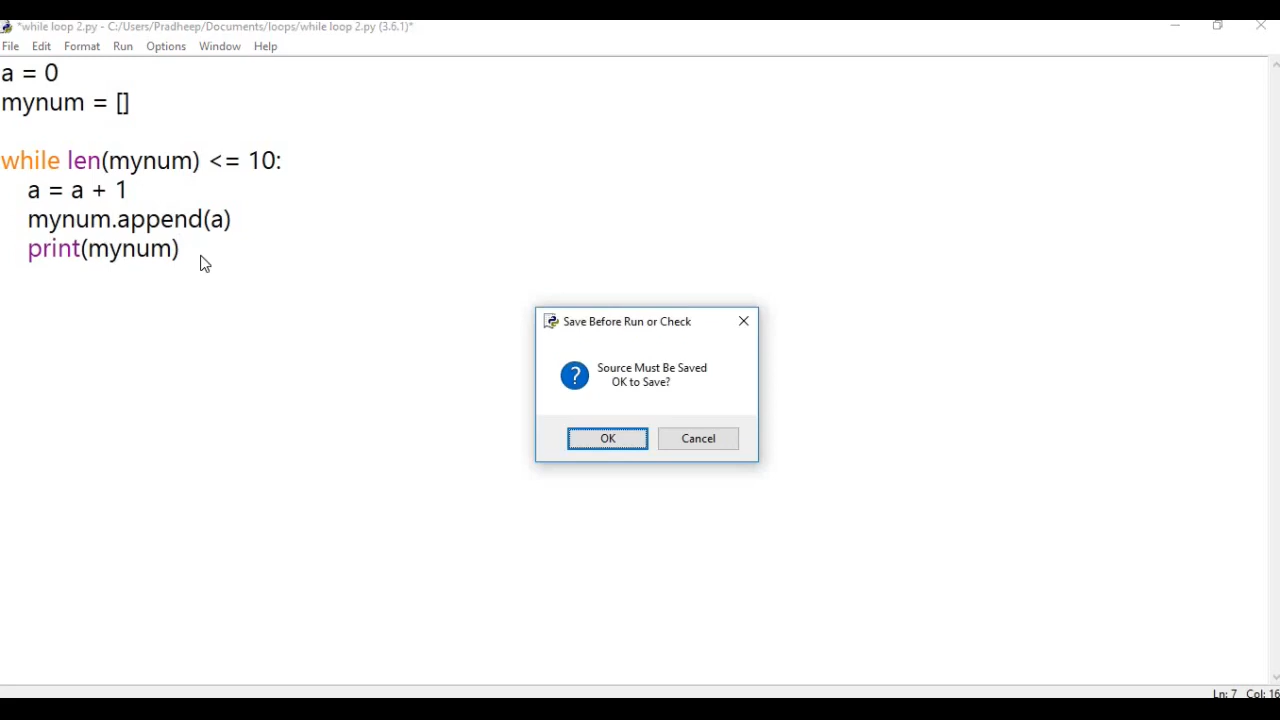 *while loop 2.py - C:/Users/Pradheep/Documents/loops/while loop 2.py (3.6.1)*
File Edit Format Run Options Window Help
a = 0
mynum = []
while len(mynum) <= 10:
a = a + 1
mynum.append(a)
print(mynum)
Save Before Run or Check
Source Must Be Saved
OK to Save?
OK Cancel
Ln: 7 Col: 16